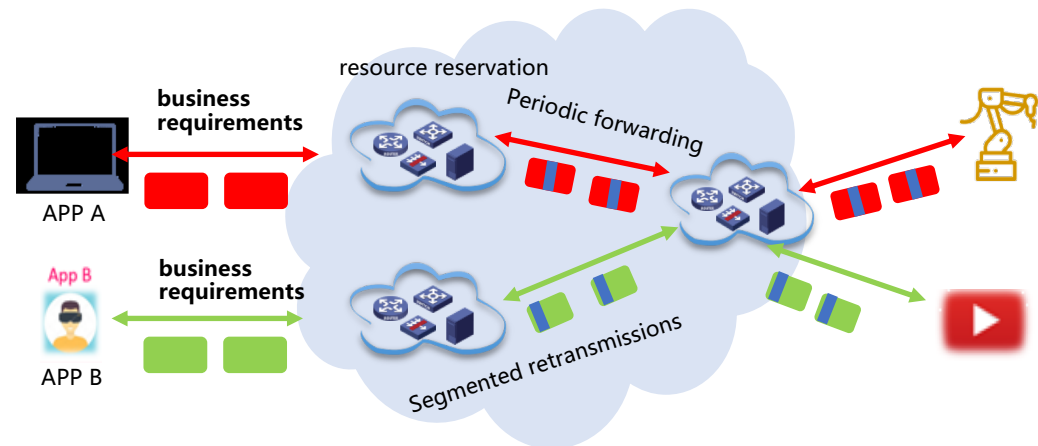 resource reservation
business
requirements
Periodic forwarding
APP A
App B
business
requirements
APP B
Segmented retransmissions